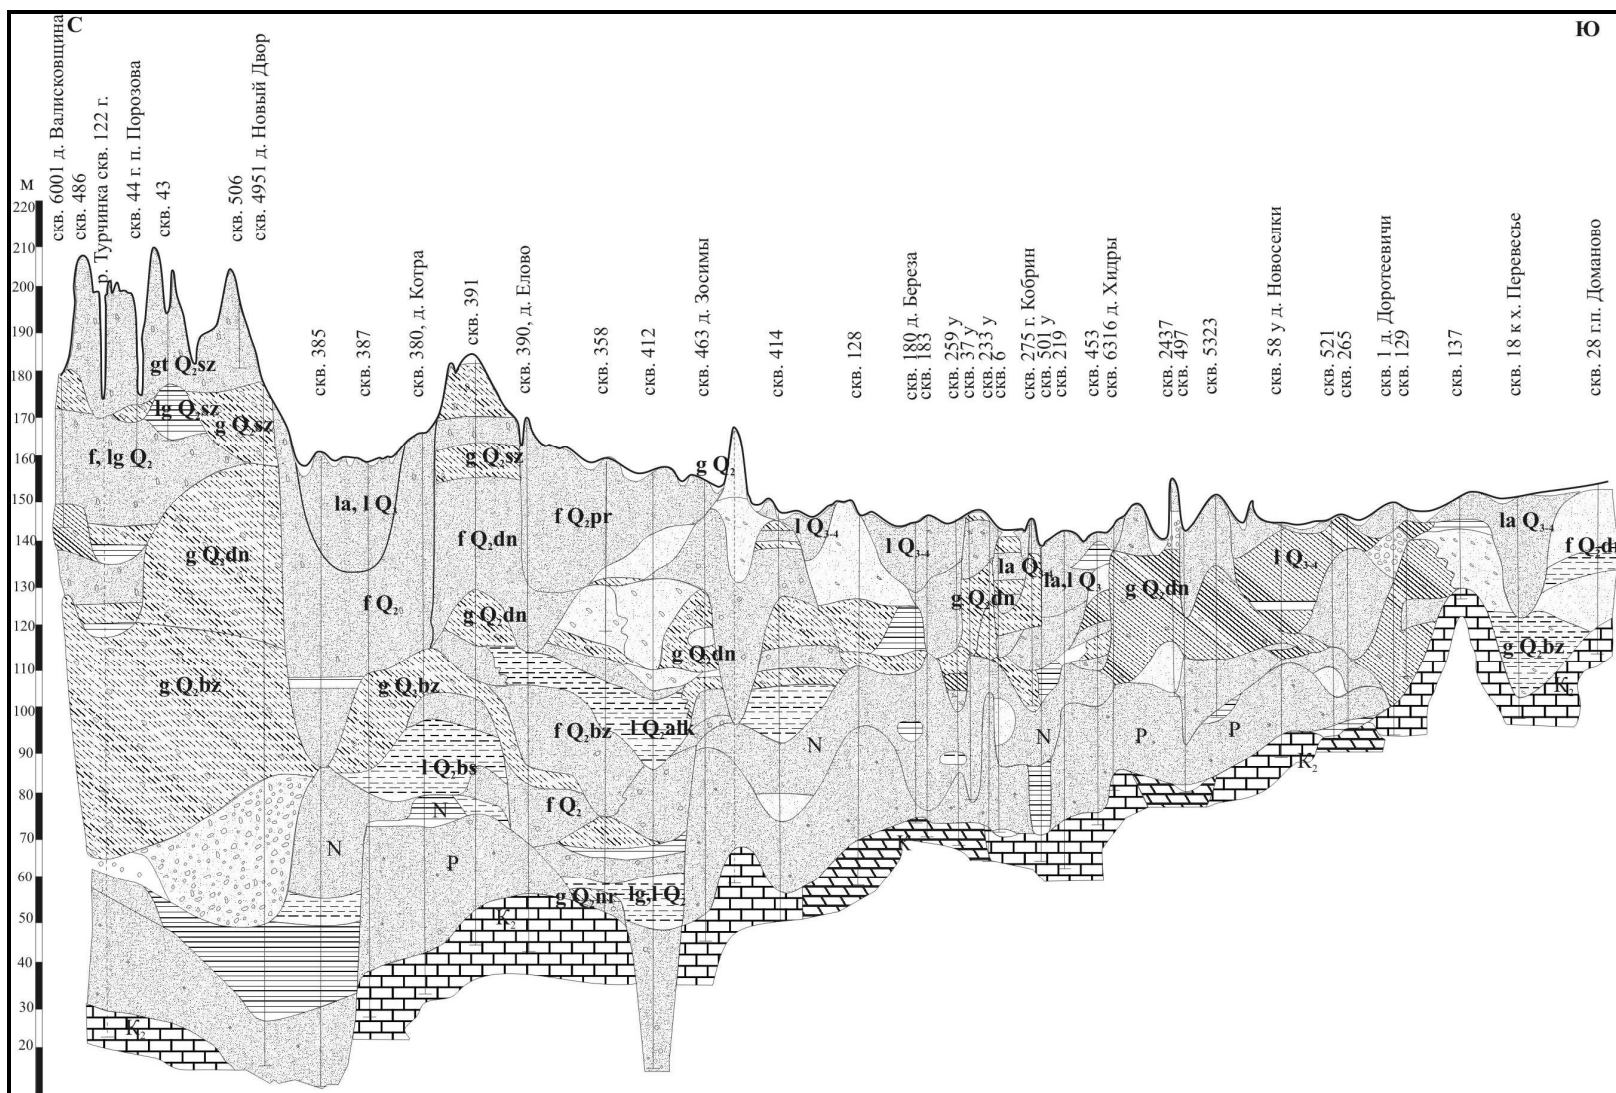 С
Ю
м
220
210
200
190
180
170
160
150
140
130
120
110
100
90
80
70
60
50
40
30
20
скв. 6001 д. Валисковщина
скв. 486
р. Турчинка скв. 122 г.
скв. 44 г. п. Порозова
скв. 43
скв. 506
скв. 4951 д. Новый Двор
скв. 385
скв. 387
скв. 380, д. Котра
скв. 391
скв. 390, д. Елово
скв. 358
скв. 412
скв. 463 д. Зосимы
скв. 414
скв. 128
скв. 180 д. Береза
скв. 183
скв. 259 у
скв. 37 у
скв. 233 у
скв. 6
скв. 275 г. Кобрин
скв. 501 у
скв. 219
скв. 453
скв. 6316 д. Хидры
скв. 2437
скв. 497
скв. 5323
скв. 58 у д. Новоселки
скв. 521
скв. 265
скв. 1 д. Доротеевичи
скв. 129
скв. 137
скв. 18 к х. Перевесье
скв. 28 г.п. Доманово
gt Q₂sz
lg Q₂sz
g Q₂sz
f, lg Q₂
g Q₂dn
g Q₂bz
K₂
la, l Q
f Q₂
N
g Q₂sz
f Q₂dn
g Q₂dn
g Q₂bz
l Q₂bs
N
P
K₂
f Q₂pr
f Q₂bz
l Q₂alk
f Q₂
g Q₂nr
lg,l Q
g Q₂
g Q₂dn
N
l Q₃₋₄
l Q₃₋₄
K
g Q₂dn
la Q₃₋₄
la,l Q₃
N
g Q₂dn
P
P
l Q₃₋₄
K₂
la Q₃₋₄
f Q₂dn
g Q₂bz
K₂